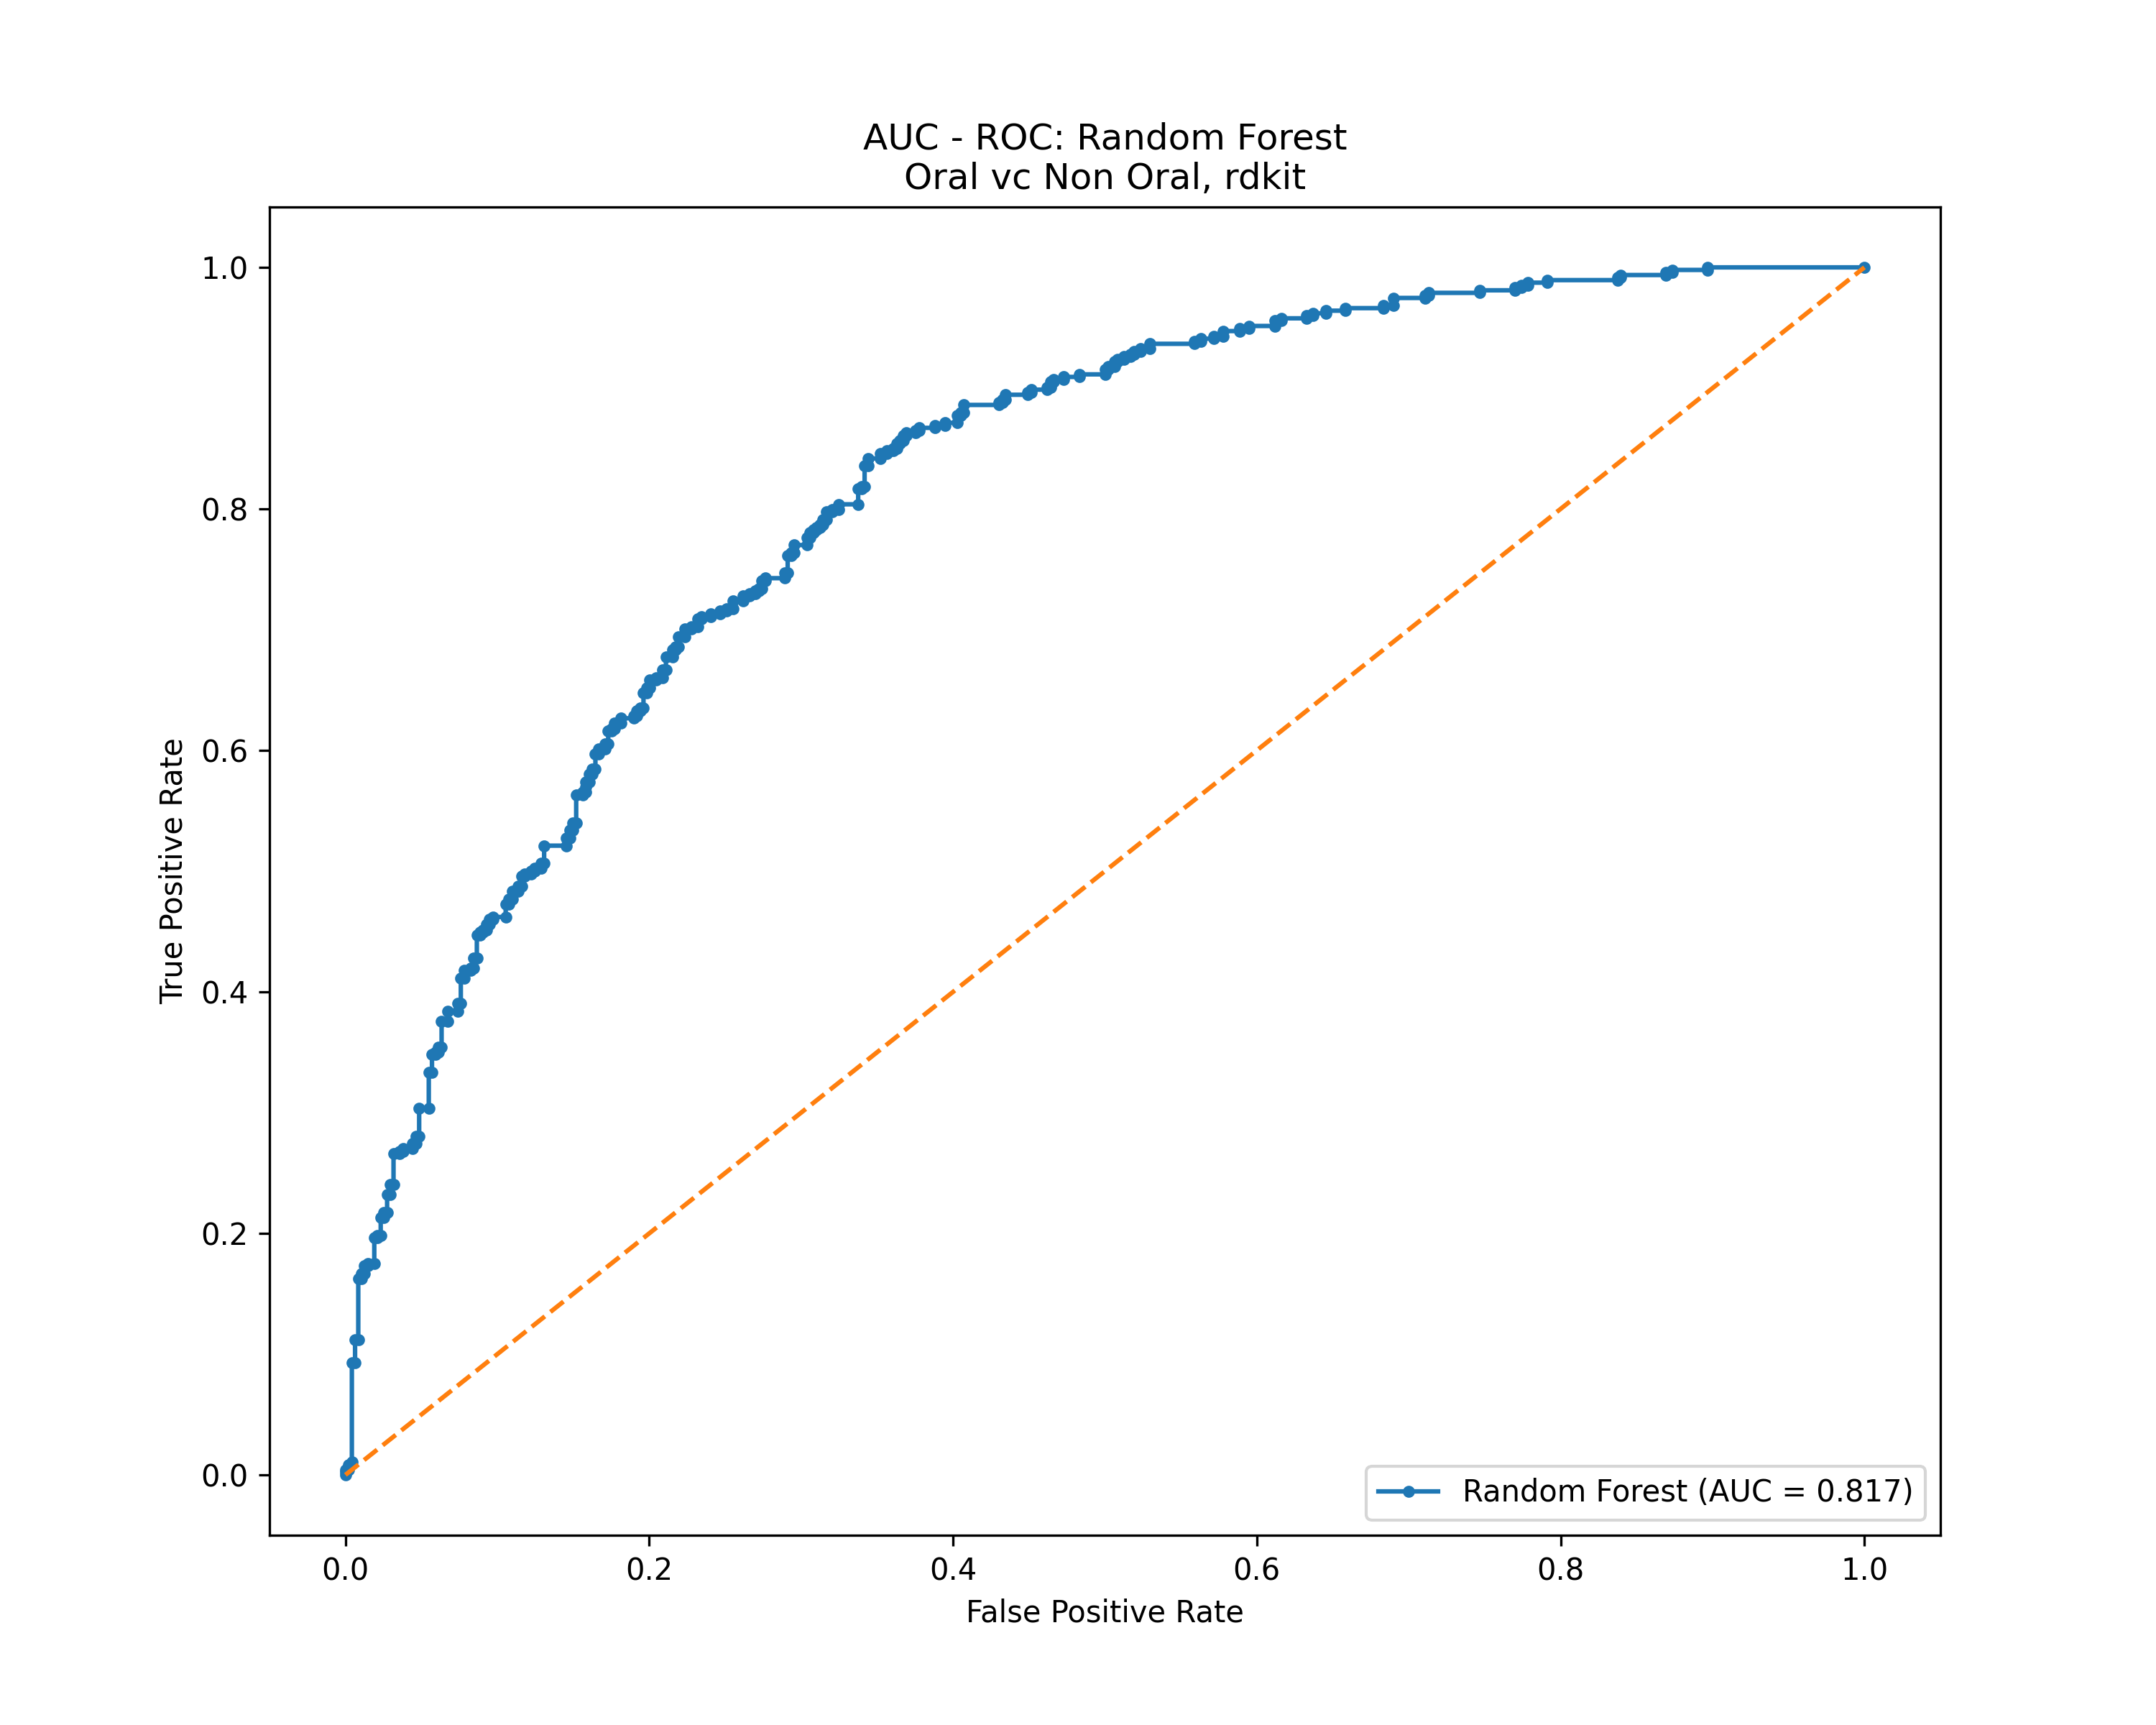 AUC - ROC: Random Forest
Oral vc Non Oral, rdkit
True Positive Rate
1.0
0.8
0.6
0.4
0.2
0.0
0.0 0.2 0.4 0.6 0.8 1.0
False Positive Rate
Random Forest (AUC = 0.817)